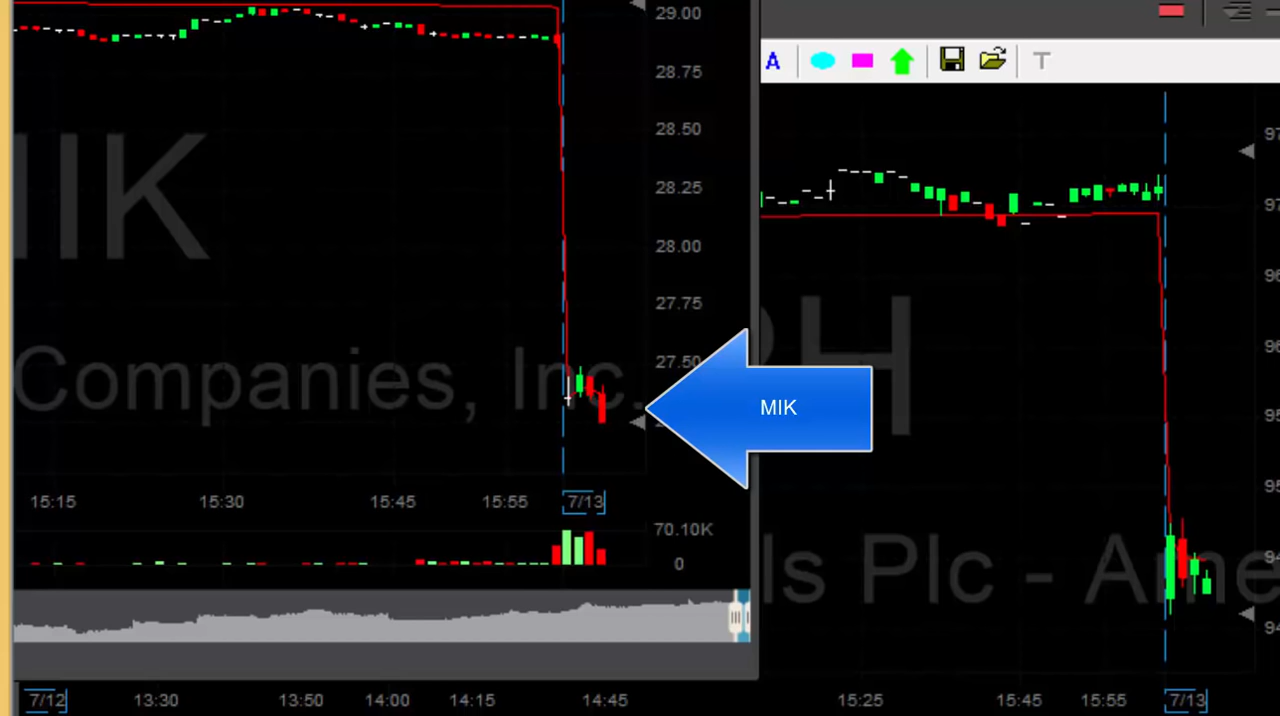 29.00
28.75
28.50
28.25
28.00
27.75
27.50
MIK
Companies, Inc.
15:15 15:30 15:45 15:55 7/13
70.10K
0
7/12 13:30 13:50 14:00 14:15 14:45
A T
MIK
ls Plc - Ame
15:25 15:45 15:55 7/13